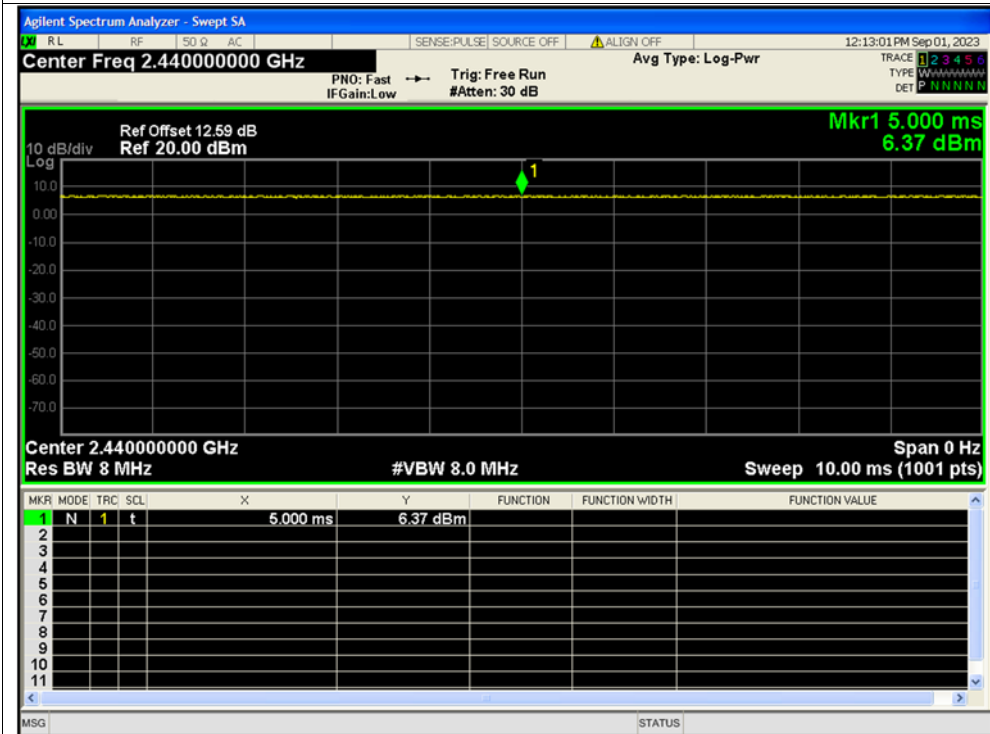 Agilent Spectrum Analyzer - Swept SA
RL RF 50 Ω AC SENSE:PULSE SOURCE OFF ALIGN OFF 12:13:01 PM Sep 01, 2023
Center Freq 2.440000000 GHz Avg Type: Log-Pwr TRACE 1 2 3 4 5 6
PNO: Fast Trig: Free Run TYPE W
IFGain:Low #Atten: 30 dB DET P N N N N N
Mkr1 5.000 ms
Ref Offset 12.59 dB 6.37 dBm
10 dB/div Ref 20.00 dBm
Log
1
10.0
0.00
-10.0
-20.0
-30.0
-40.0
-50.0
-60.0
-70.0
Center 2.440000000 GHz Span 0 Hz
Res BW 8 MHz #VBW 8.0 MHz Sweep 10.00 ms (1001 pts)
MKR MODE TRC SCL X Y FUNCTION FUNCTION WIDTH FUNCTION VALUE
1 N 1 t 5.000 ms 6.37 dBm
2
3
4
5
6
7
8
9
10
11
MSG STATUS